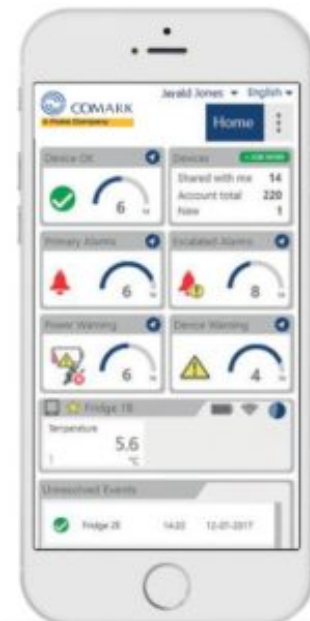 Jarald Jones English
COMARK
A Fluke Company
Home
Device OK
6
Devices
Shared with me 14
Account total 220
New 1
Primary Alarms
6
Escalated Alarms
8
Power Warning
6
Device Warning
4
Fridge 1B
Temperature
5.6
°C
Unresolved Events
Fridge 2E 14:20 12-01-2017